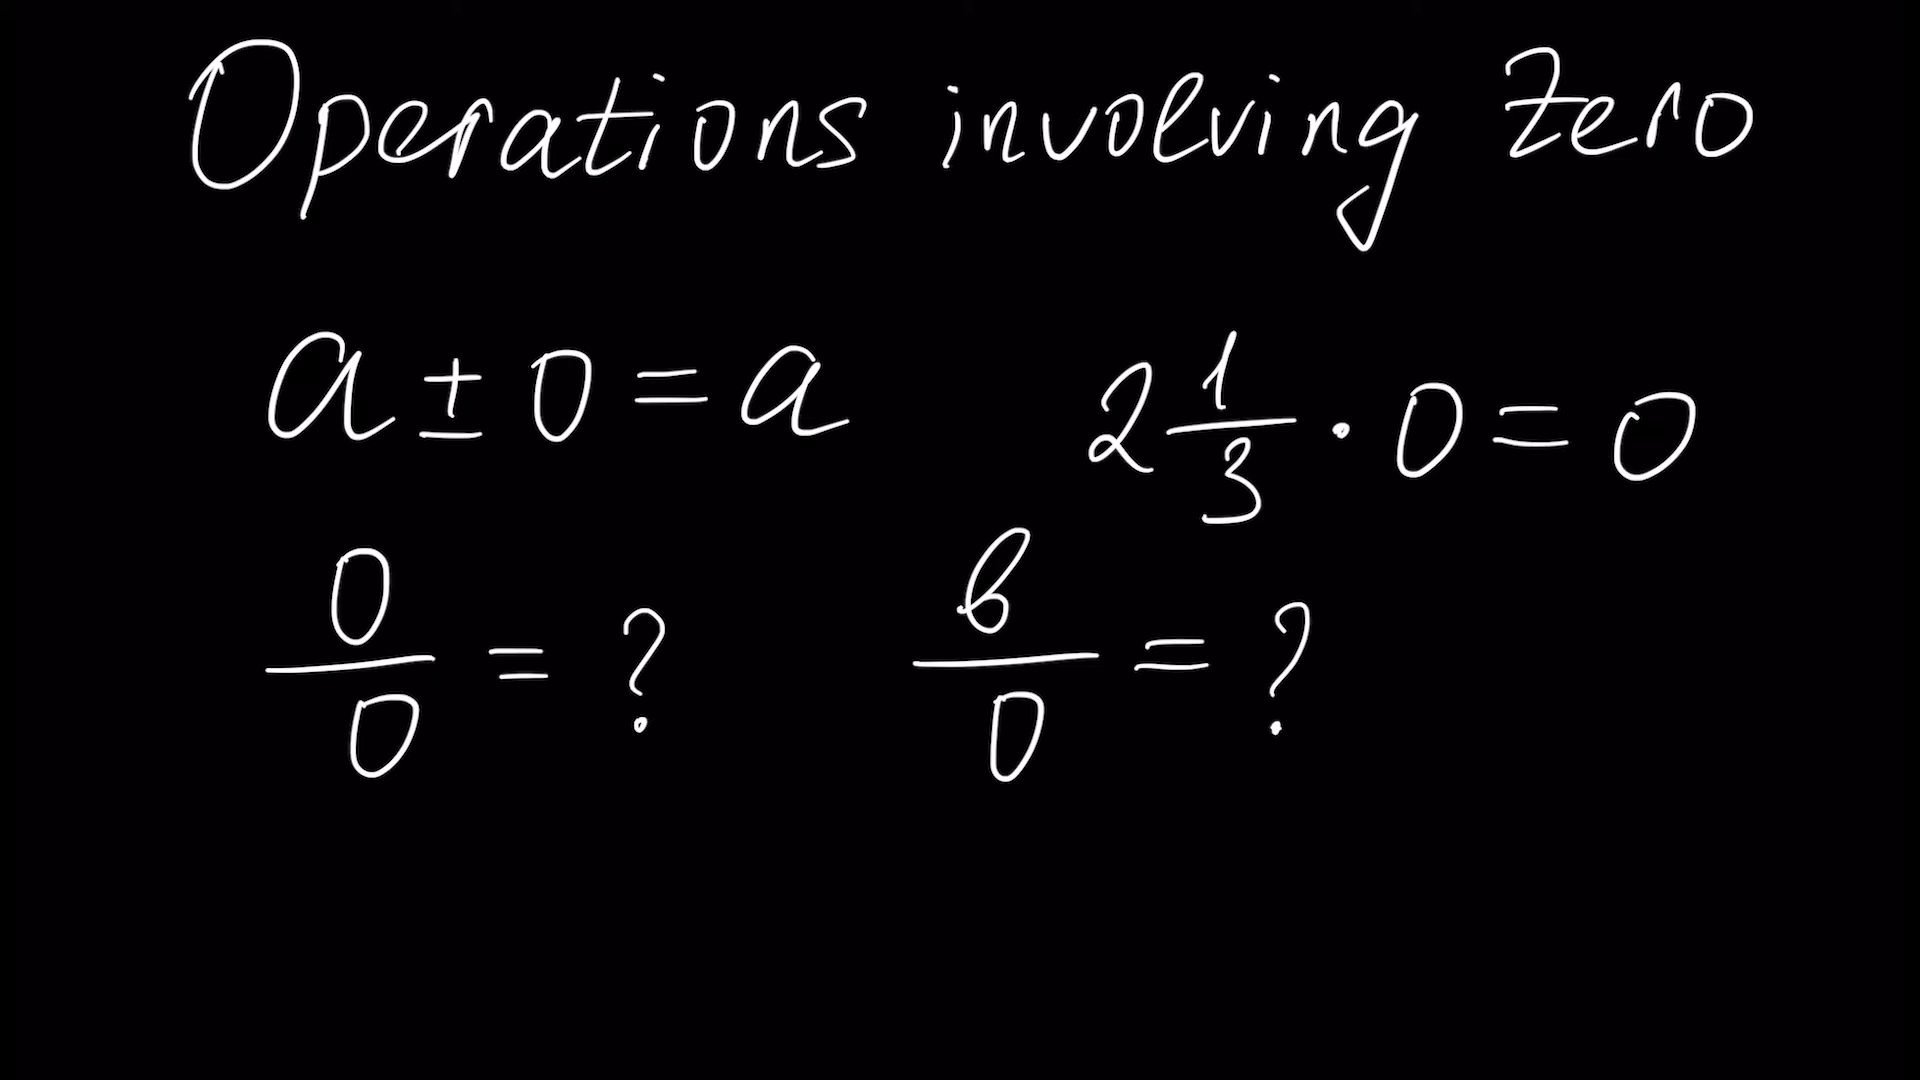 Operations involving zero
a ± 0 = a
2 1/3 · 0 = 0
0/0 = ?
b/0 = ?